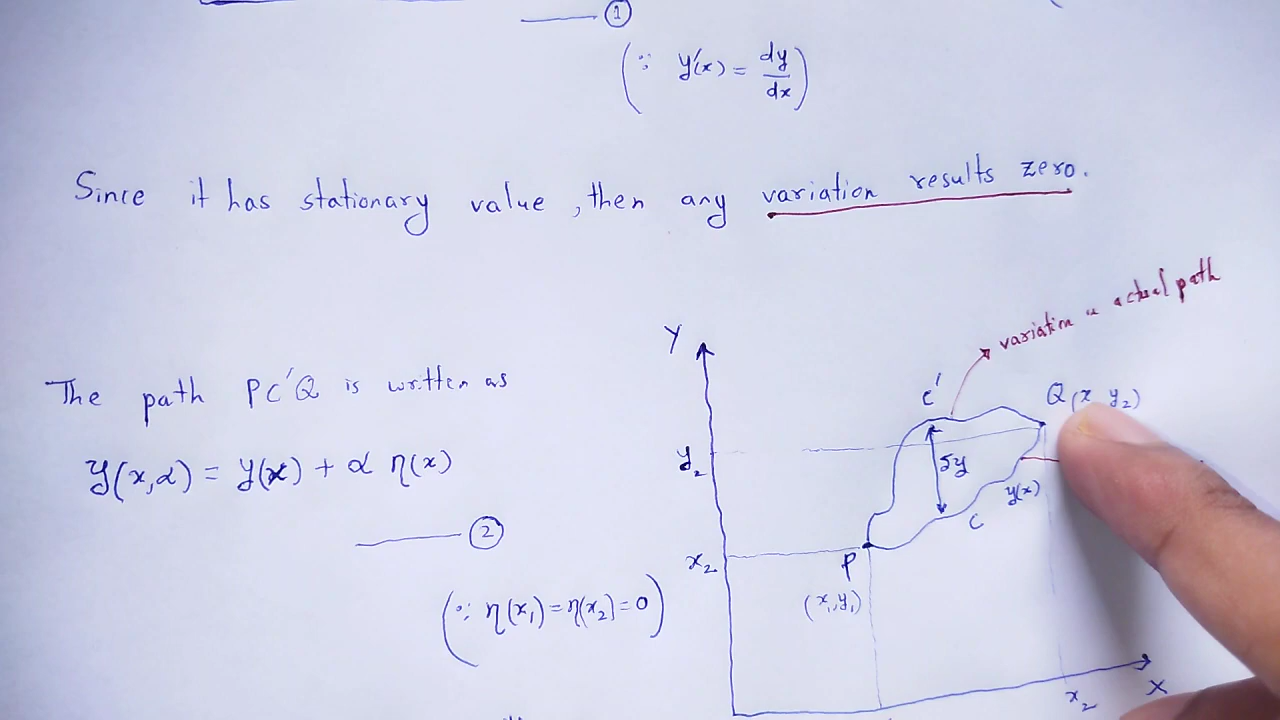 ①
(∵ y'(x) = dy/dx)
Since it has stationary value, then any variation results zero.
The path PC'Q is written as
y(x,α) = y(x) + α η(x)
②
(∵ η(x₁) = η(x₂) = 0)
variation actual path
Y
C'
Q (x y₂)
y₂
δy
y(x)
C
x₂
P
(x₁,y₁)
x₂
X